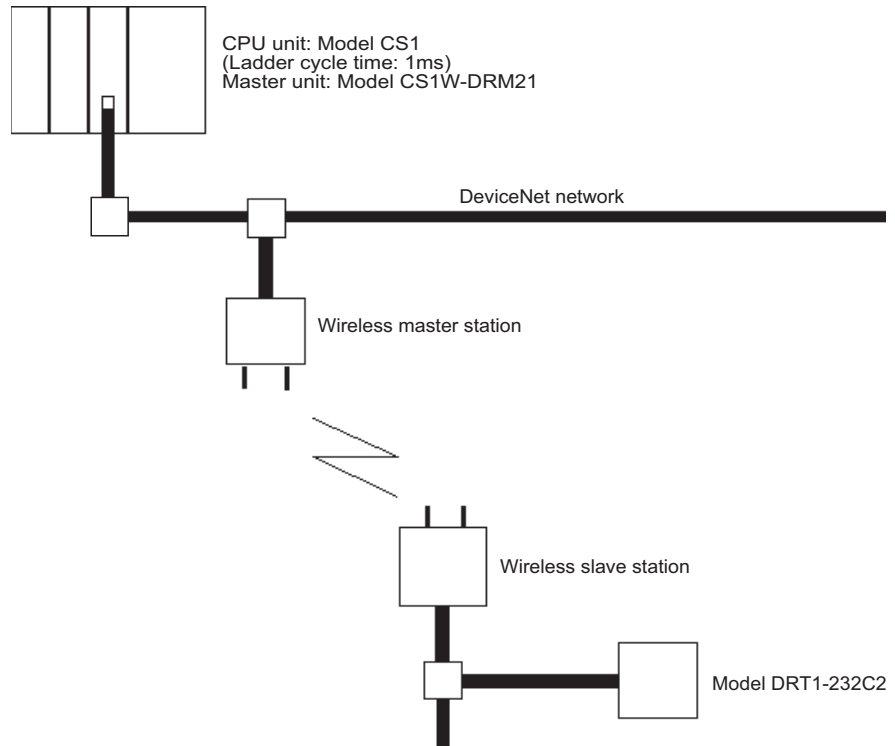 CPU unit: Model CS1
(Ladder cycle time: 1ms)
Master unit: Model CS1W-DRM21
DeviceNet network
Wireless master station
Wireless slave station
Model DRT1-232C2